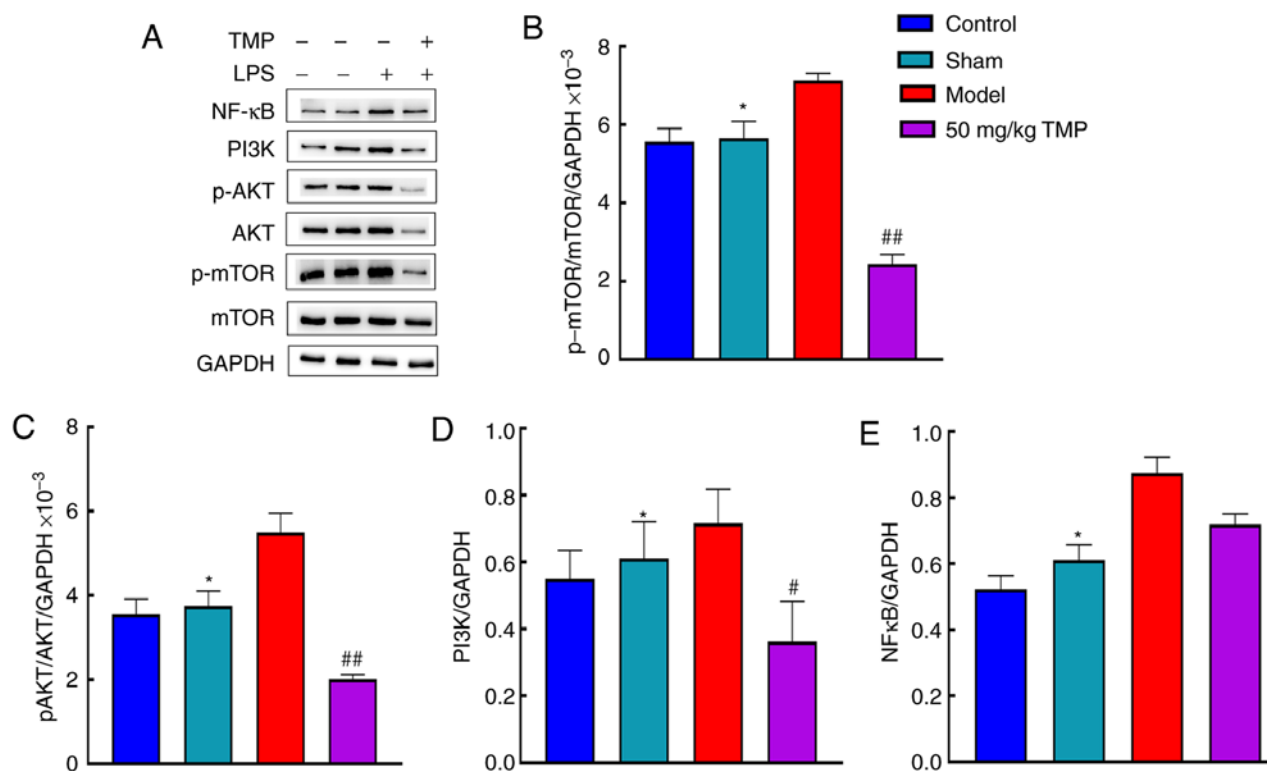 A
TMP – – – +
LPS – – + +
NF-κB
PI3K
p-AKT
AKT
p-mTOR
mTOR
GAPDH
B
p–mTOR/mTOR/GAPDH ×10⁻³
8
6
4
2
0
*
##
Control
Sham
Model
50 mg/kg TMP
C
pAKT/AKT/GAPDH ×10⁻³
8
6
4
2
0
*
##
D
PI3K/GAPDH
1.0
0.8
0.6
0.4
0.2
0.0
*
#
E
NFκB/GAPDH
1.0
0.8
0.6
0.4
0.2
0.0
*